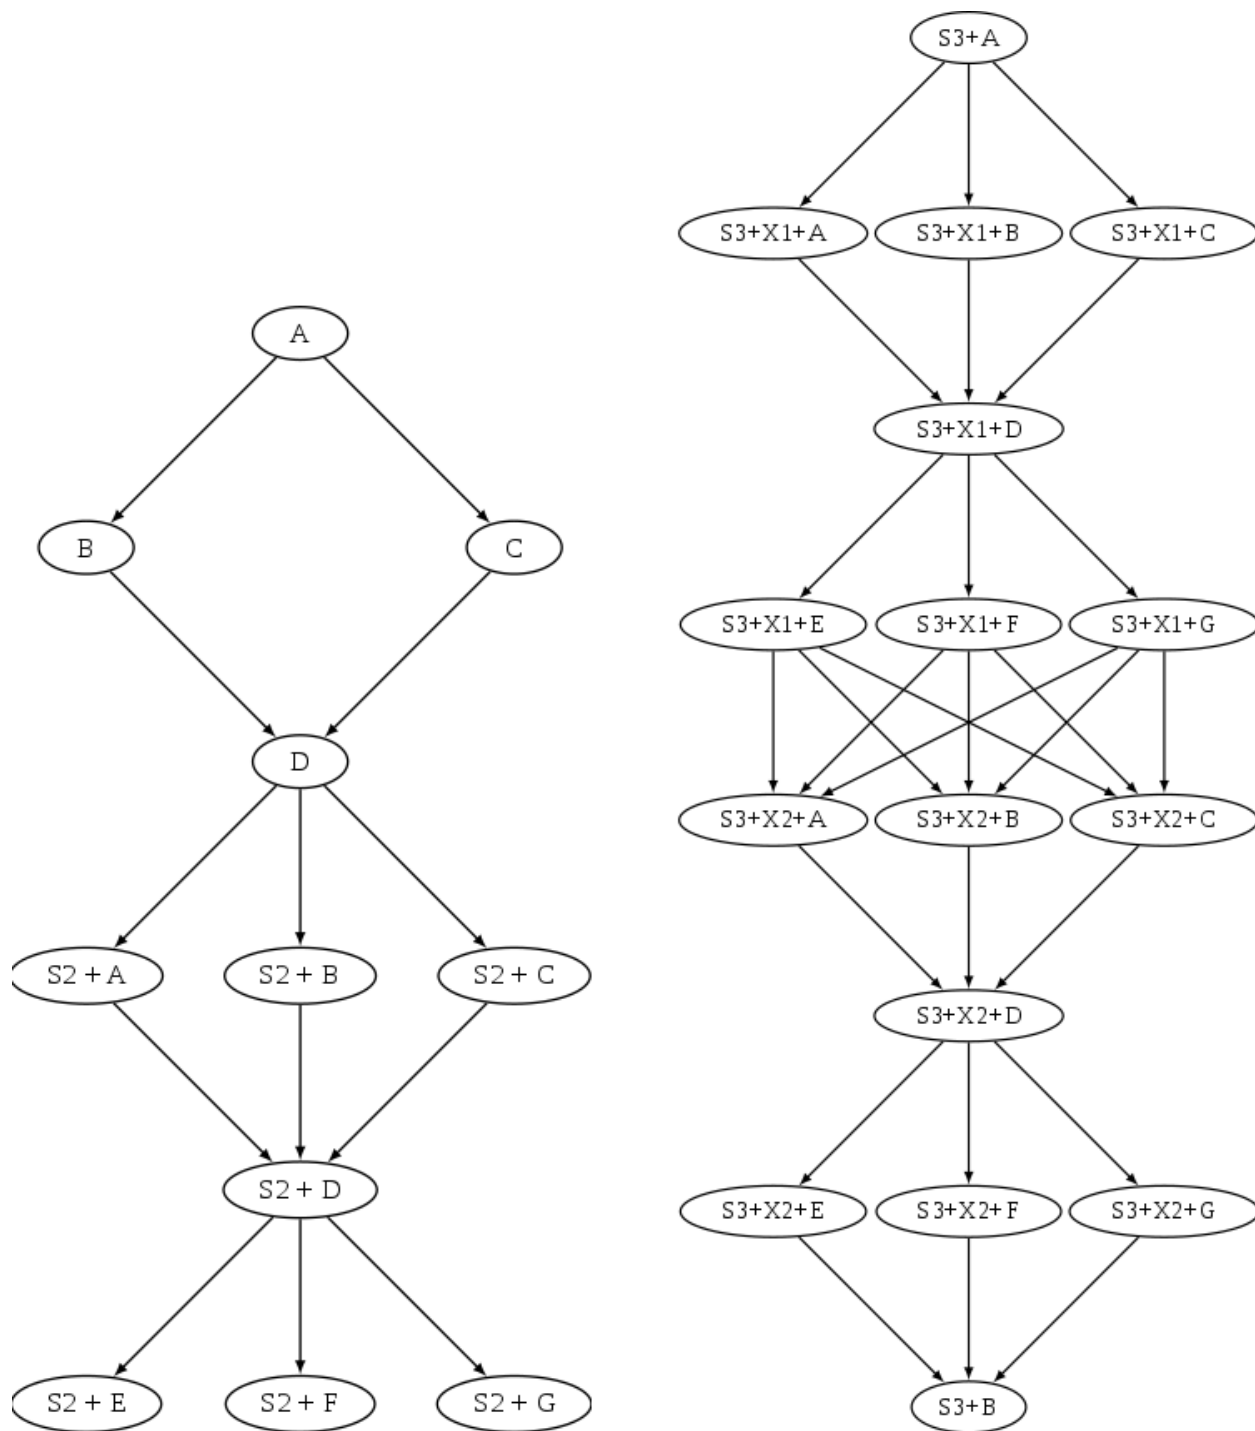 A
B
C
D
S2 + A
S2 + B
S2 + C
S2 + D
S2 + E
S2 + F
S2 + G
S3+A
S3+X1+A
S3+X1+B
S3+X1+C
S3+X1+D
S3+X1+E
S3+X1+F
S3+X1+G
S3+X2+A
S3+X2+B
S3+X2+C
S3+X2+D
S3+X2+E
S3+X2+F
S3+X2+G
S3+B